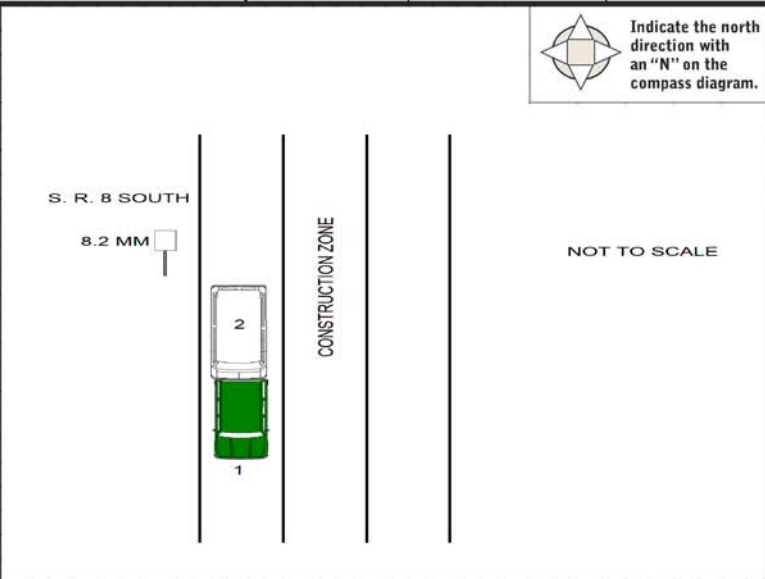 Indicate the north
direction with
an “N” on the
compass diagram.
S. R. 8 SOUTH
8.2 MM
CONSTRUCTION ZONE
NOT TO SCALE
2
1